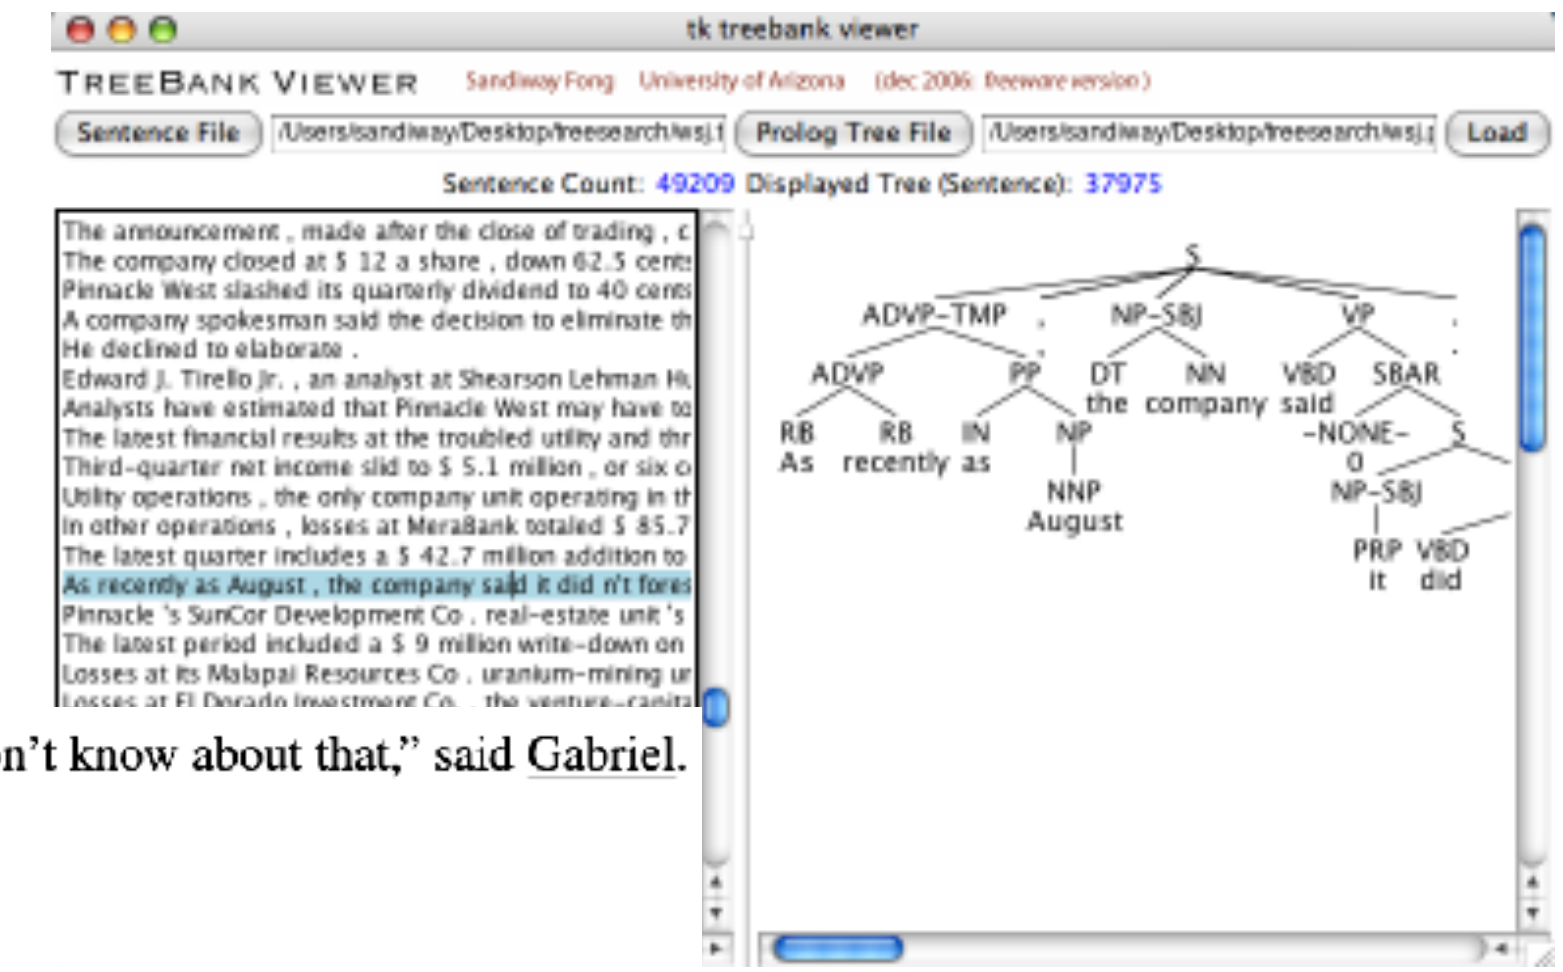 tk treebank viewer
TREEBANK VIEWER Sandiway Fong University of Arizona (dec 2006: freeware version)
Sentence File /Users/sandiway/Desktop/treesearch/wsj.t Prolog Tree File /Users/sandiway/Desktop/treesearch/wsj.p Load
Sentence Count: 49209 Displayed Tree (Sentence): 37975
The announcement , made after the close of trading , c
The company closed at $ 12 a share , down 62.5 cents
Pinnacle West slashed its quarterly dividend to 40 cents
A company spokesman said the decision to eliminate th
He declined to elaborate .
Edward J. Tirello Jr. , an analyst at Shearson Lehman Hu
Analysts have estimated that Pinnacle West may have to
The latest financial results at the troubled utility and thr
Third-quarter net income slid to $ 5.1 million , or six c
Utility operations , the only company unit operating in th
In other operations , losses at MeraBank totaled $ 85.7
The latest quarter includes a $ 42.7 million addition to
As recently as August , the company said it did n't fores
Pinnacle 's SunCor Development Co . real-estate unit 's
The latest period included a $ 9 million write-down on
Losses at its Malapai Resources Co . uranium-mining ur
Losses at El Dorado Investment Co. , the venture-capita
n't know about that,” said Gabriel.
S
ADVP-TMP , NP-SBJ VP .
ADVP PP , DT NN VBD SBAR .
the company said
RB RB IN NP -NONE- S
As recently as 0
NNP NP-SBJ
August
PRP VBD
it did